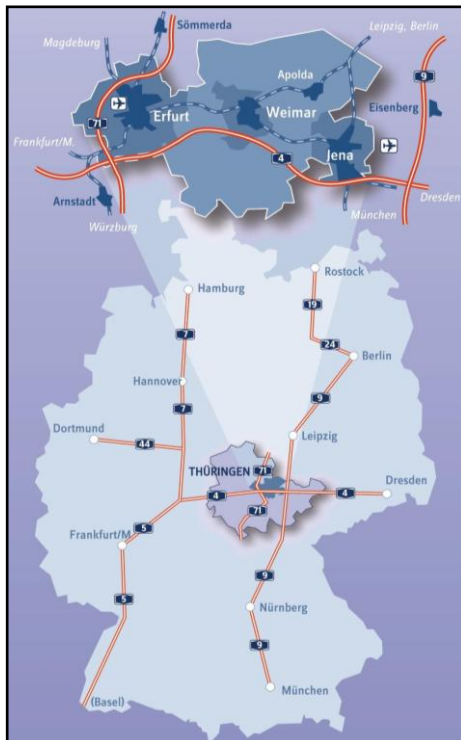 Sömmerda
Leipzig, Berlin
Magdeburg
9
Apolda
Eisenberg
71
Erfurt
Weimar
Frankfurt/M.
4
Jena
Arnstadt
Dresden
München
Würzburg
Rostock
Hamburg
19
7
24
Berlin
Hannover
9
7
Dortmund
44
Leipzig
THÜRINGEN
71
4
4
Dresden
71
5
Frankfurt/M
9
5
Nürnberg
9
München
(Basel)